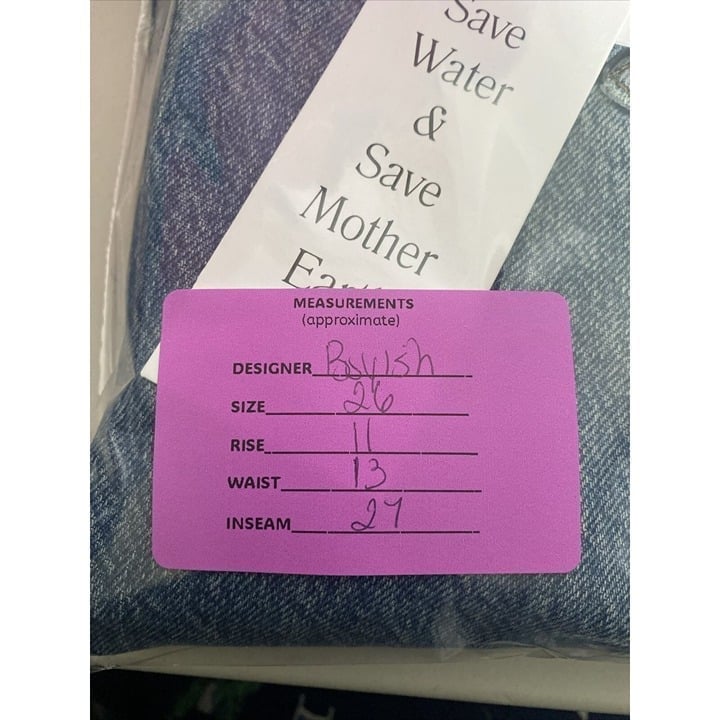 Save
Water
&
Save
Mother
MEASUREMENTS
(approximate)
DESIGNER Boyish
SIZE 26
RISE 11
WAIST 13
INSEAM 27